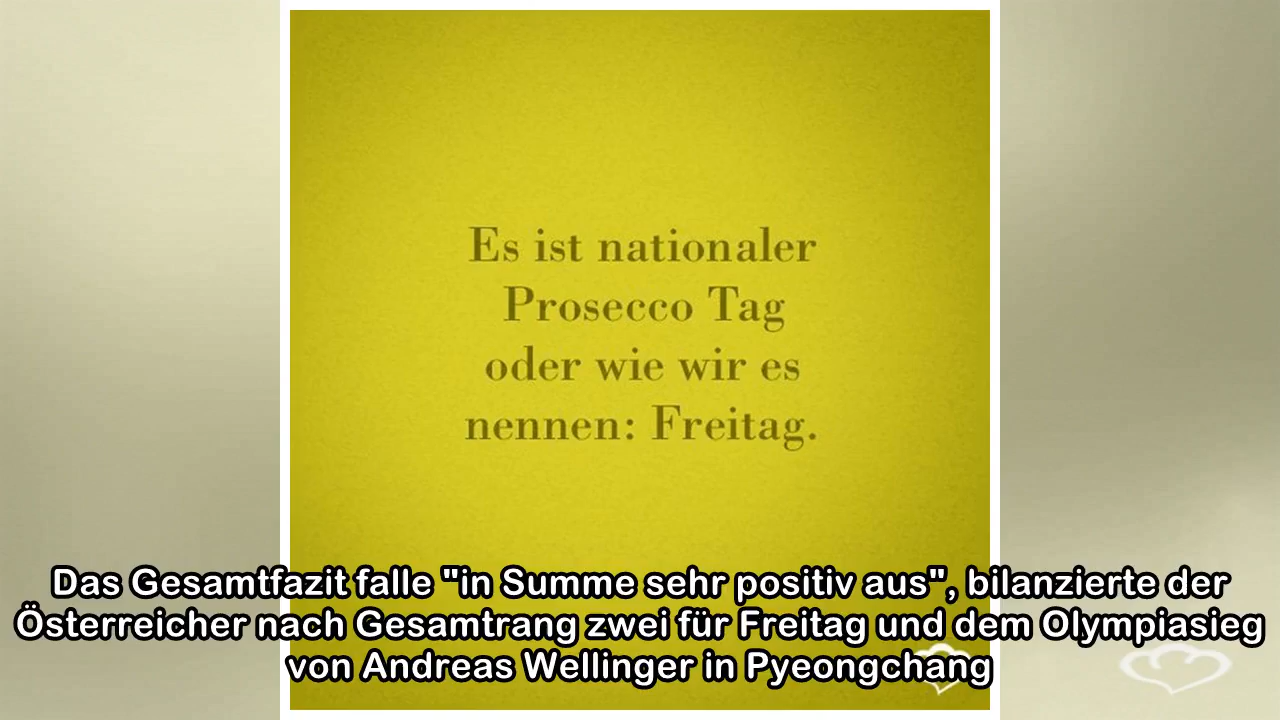 Es ist nationaler
Prosecco Tag
oder wie wir es
nennen: Freitag.
Das Gesamtfazit falle "in Summe sehr positiv aus", bilanzierte der
Österreicher nach Gesamtrang zwei für Freitag und dem Olympiasieg
von Andreas Wellinger in Pyeongchang